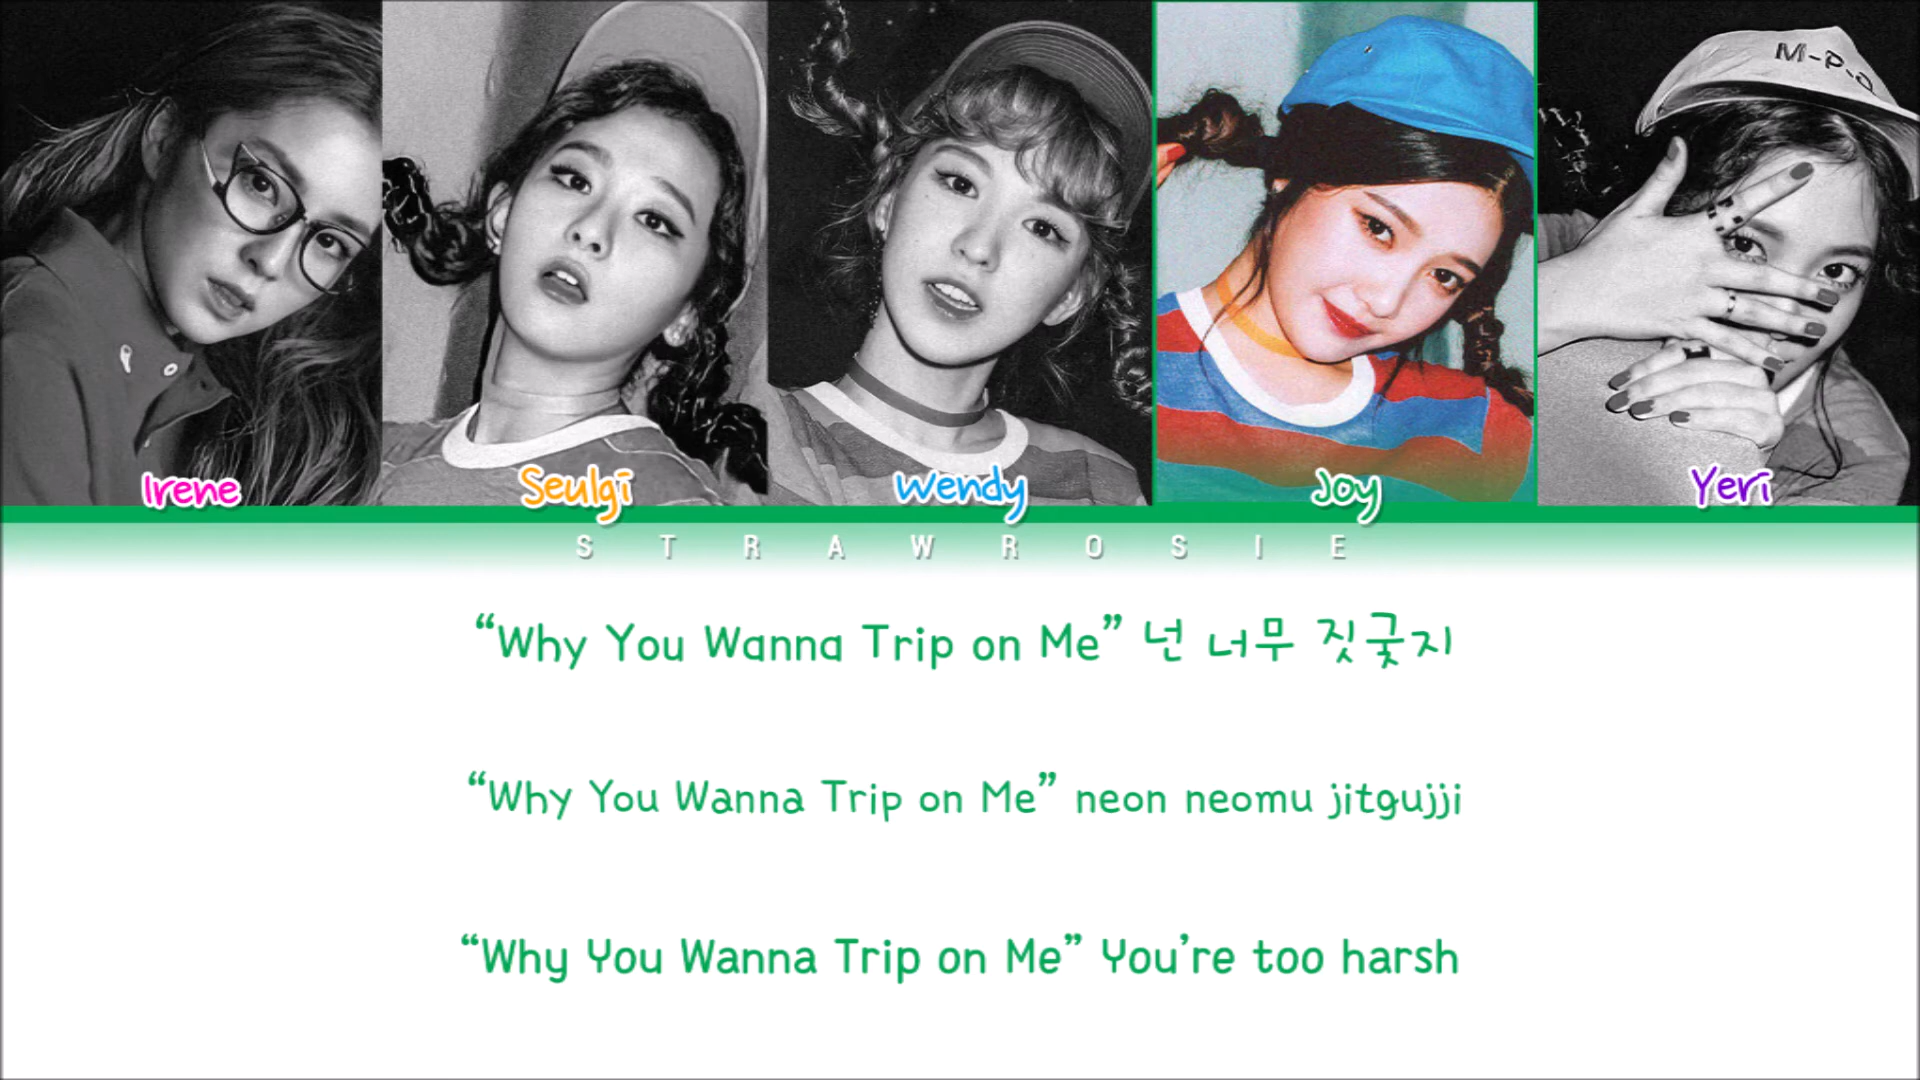 M-P-Q
Irene
Seulgi
Wendy
Joy
Yeri
STRAWROSIE
“Why You Wanna Trip on Me” 넌 너무 짓궂지
“Why You Wanna Trip on Me” neon neomu jitgujji
“Why You Wanna Trip on Me” You’re too harsh